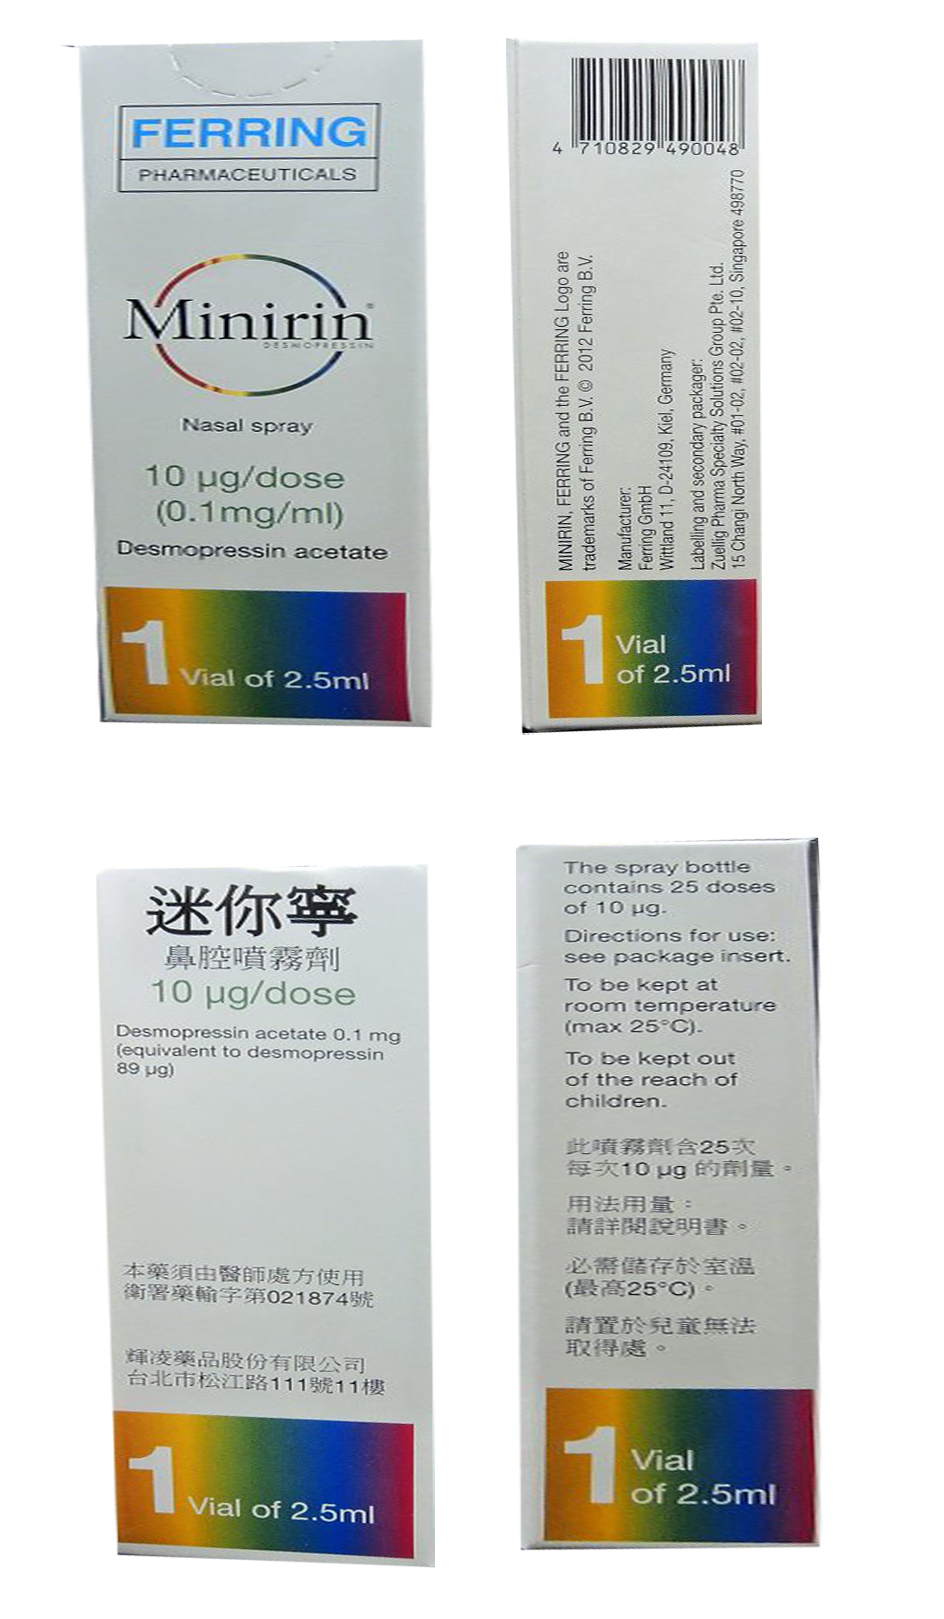 FERRING
PHARMACEUTICALS
Minirin®
DESMOPRESSIN
Nasal spray
10 µg/dose
(0.1mg/ml)
Desmopressin acetate
1 Vial of 2.5ml
4 710829 490048
MINIRIN, FERRING and the FERRING Logo are
trademarks of Ferring B.V. © 2012 Ferring B.V.
Manufacturer:
Ferring GmbH
Wittland 11, D-24109, Kiel, Germany
Labelling and secondary packager:
Zuellig Pharma Specialty Solutions Group Pte. Ltd.
15 Changi North Way, #01-02, #02-02, #02-10, Singapore 498770
1 Vial
of 2.5ml
迷你寧
鼻腔噴霧劑
10 µg/dose
Desmopressin acetate 0.1 mg
(equivalent to desmopressin
89 µg)
本藥須由醫師處方使用
衛署藥輸字第021874號
輝凌藥品股份有限公司
台北市松江路111號11樓
1 Vial of 2.5ml
The spray bottle
contains 25 doses
of 10 µg.
Directions for use:
see package insert.
To be kept at
room temperature
(max 25°C).
To be kept out
of the reach of
children.
此噴霧劑含25次
每次10 µg 的劑量。
用法用量：
請詳閱說明書。
必需儲存於室溫
(最高25°C)。
請置於兒童無法
取得處。
1 Vial
of 2.5ml